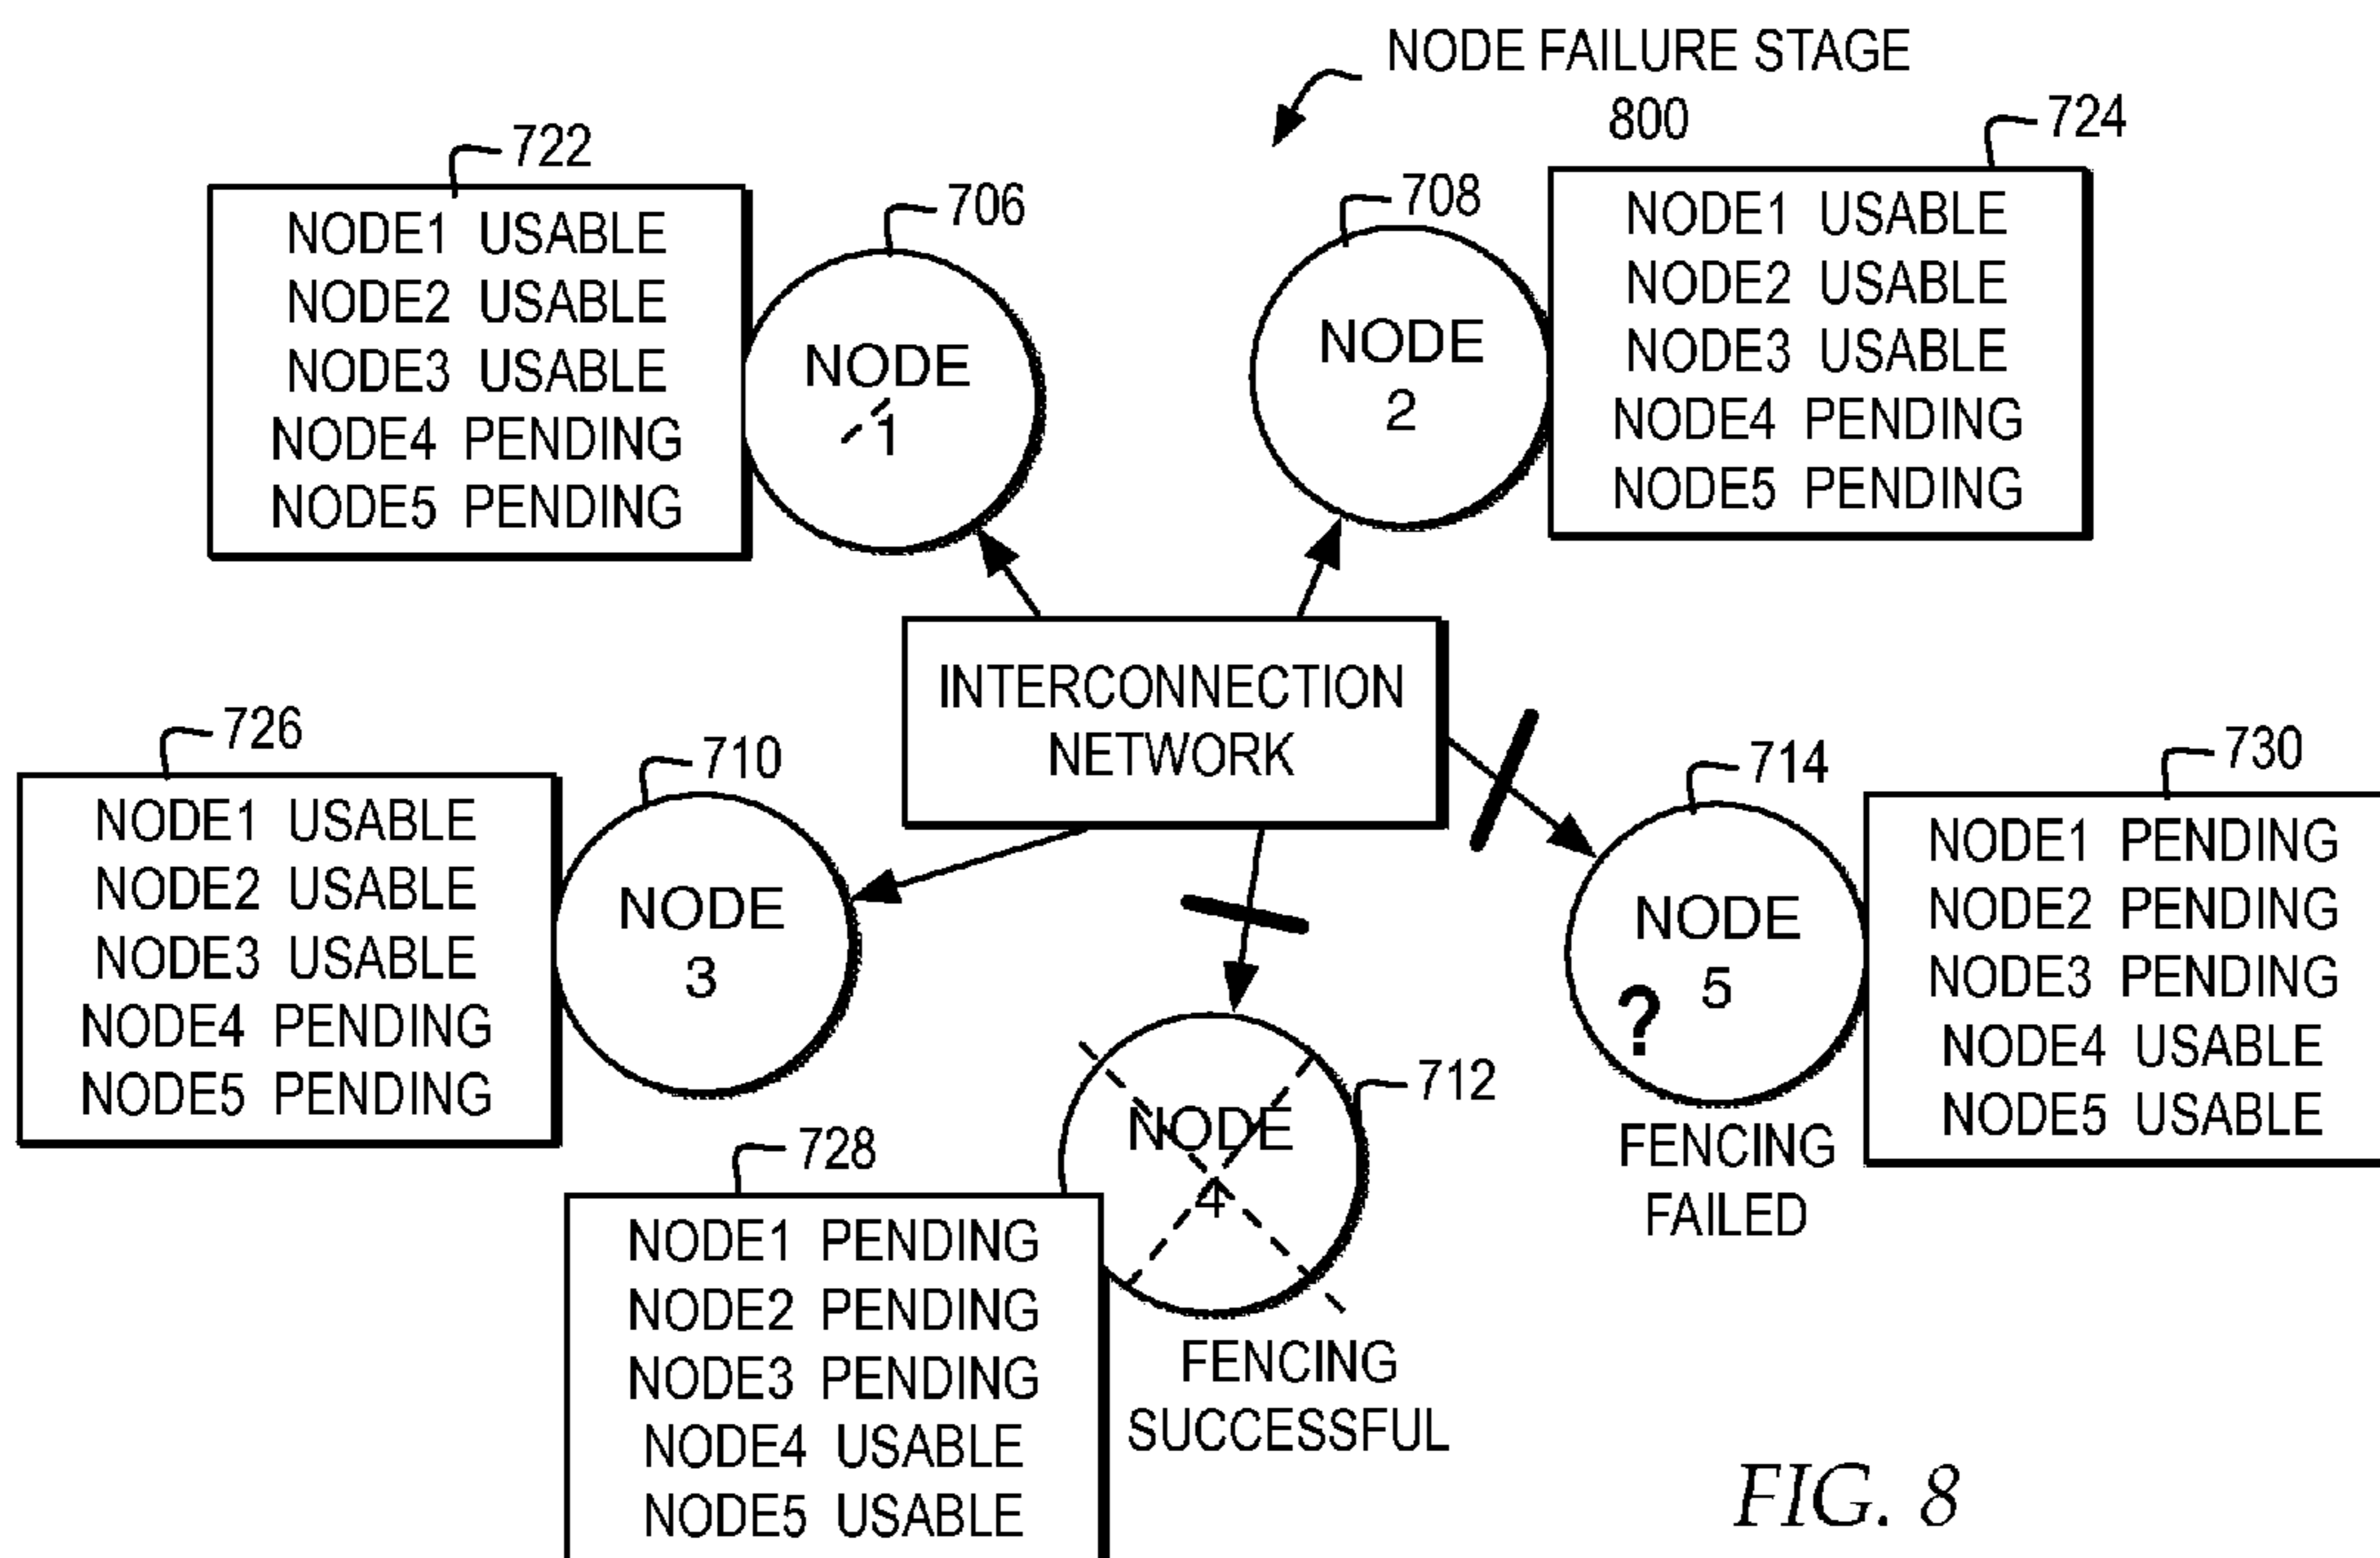 NODE FAILURE STAGE
800
722
NODE1 USABLE
NODE2 USABLE
NODE3 USABLE
NODE4 PENDING
NODE5 PENDING
706
NODE
1
708
NODE
2
724
NODE1 USABLE
NODE2 USABLE
NODE3 USABLE
NODE4 PENDING
NODE5 PENDING
INTERCONNECTION
NETWORK
726
NODE1 USABLE
NODE2 USABLE
NODE3 USABLE
NODE4 PENDING
NODE5 PENDING
710
NODE
3
714
NODE
? 5
FENCING
FAILED
730
NODE1 PENDING
NODE2 PENDING
NODE3 PENDING
NODE4 USABLE
NODE5 USABLE
712
NODE
4
FENCING
SUCCESSFUL
728
NODE1 PENDING
NODE2 PENDING
NODE3 PENDING
NODE4 USABLE
NODE5 USABLE
FIG. 8